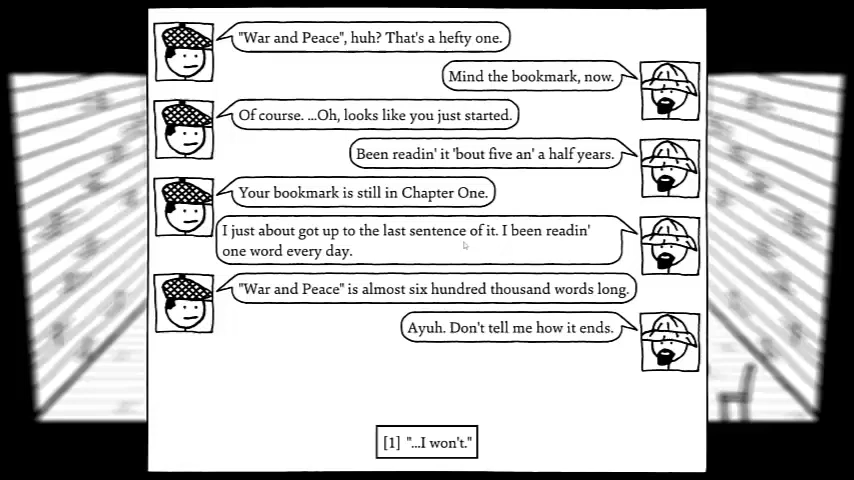 "War and Peace", huh? That's a hefty one.
Mind the bookmark, now.
Of course. ...Oh, looks like you just started.
Been readin' it 'bout five an' a half years.
Your bookmark is still in Chapter One.
I just about got up to the last sentence of it. I been readin'
one word every day.
"War and Peace" is almost six hundred thousand words long.
Ayuh. Don't tell me how it ends.
[1] "...I won't."